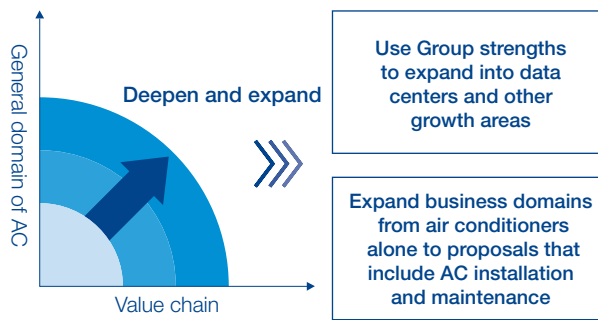 General domain of AC
Deepen and expand
Value chain
Use Group strengths
to expand into data
centers and other
growth areas
Expand business domains
from air conditioners
alone to proposals that
include AC installation
and maintenance